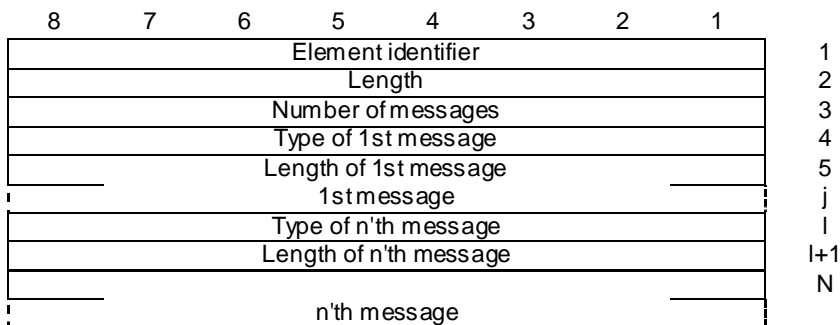 8 7 6 5 4 3 2 1
Element identifier 1
Length 2
Number of messages 3
Type of 1st message 4
Length of 1st message 5
1st message j
Type of n'th message l
Length of n'th message l+1
N
n'th message